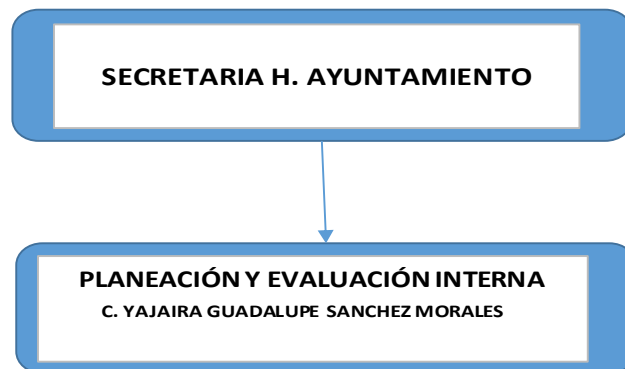 SECRETARIA H. AYUNTAMIENTO
PLANEACIÓN Y EVALUACIÓN INTERNA
C. YAJAIRA GUADALUPE SANCHEZ MORALES